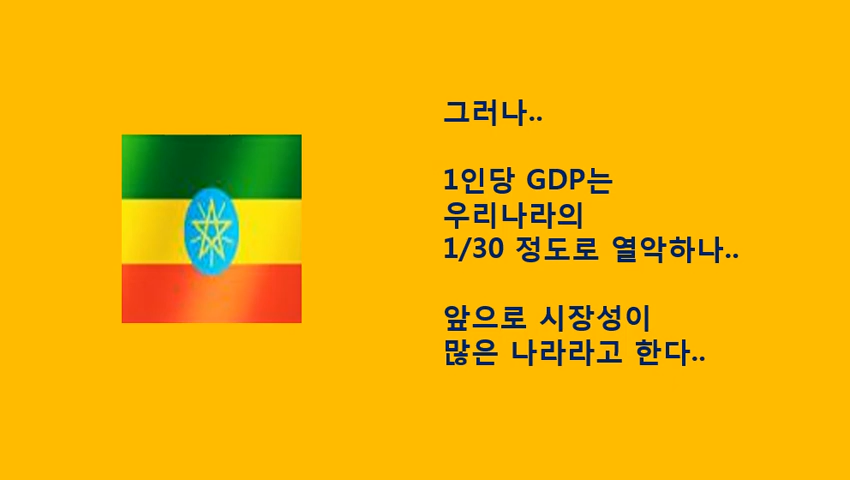 그러나..
1인당 GDP는
우리나라의
1/30 정도로 열악하나..
앞으로 시장성이
많은 나라라고 한다..